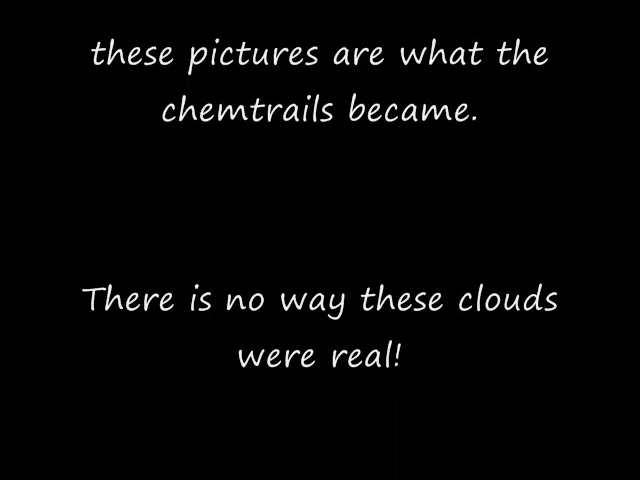 these pictures are what the
chemtrails became.
There is no way these clouds
were real!